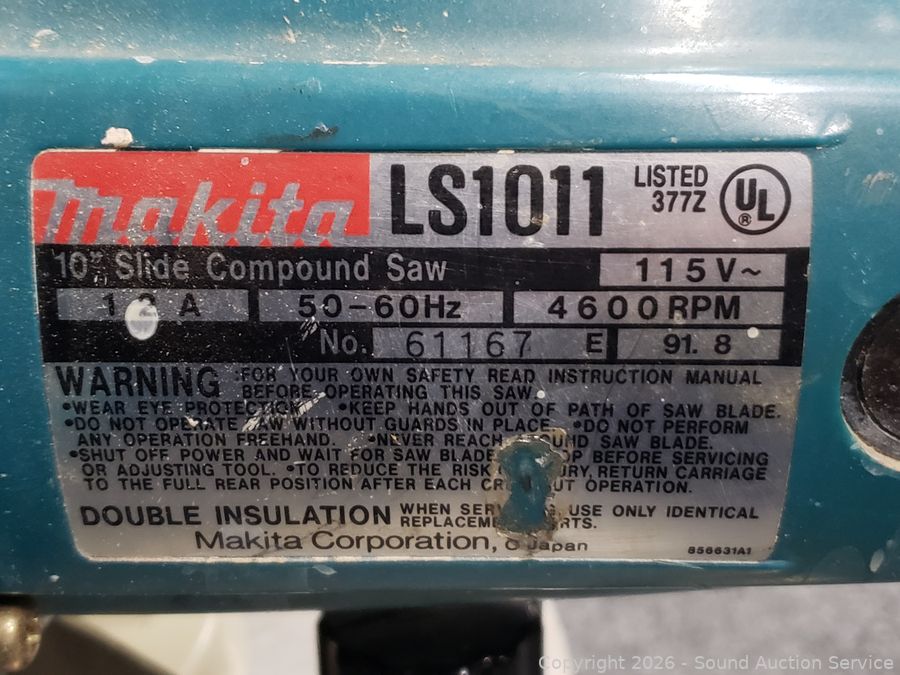 makita LS1011 LISTED 377Z UL
10" Slide Compound Saw 115V~
A 50-60Hz 4600RPM
No. 61167 E 91. 8
WARNING :FOR YOUR OWN SAFETY READ INSTRUCTION MANUAL
BEFORE OPERATING THIS SAW.
•WEAR EYE PROTECTION. •KEEP HANDS OUT OF PATH OF SAW BLADE.
•DO NOT OPERATE SAW WITHOUT GUARDS IN PLACE. •DO NOT PERFORM
ANY OPERATION FREEHAND. •NEVER REACH SAW BLADE.
•SHUT OFF POWER AND WAIT FOR SAW BEFORE SERVICING
OR ADJUSTING TOOL. •TO REDUCE THE RISK RETURN CARRIAGE
TO THE FULL REAR POSITION AFTER EACH OPERATION.
DOUBLE INSULATION WHEN USE ONLY IDENTICAL
Makita Corporation, Japan 856631A1
Copyright 2026 - Sound Auction Service